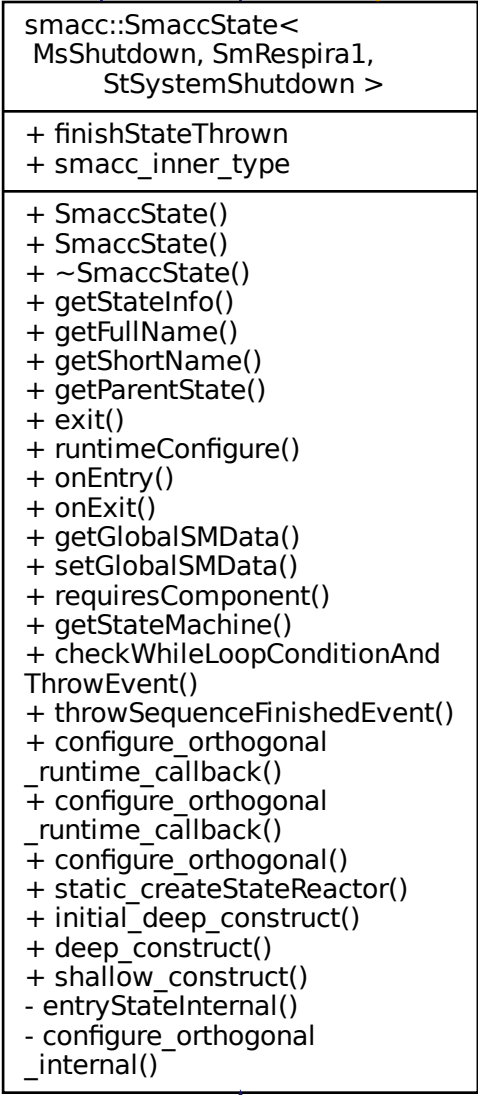 smacc::SmaccState<
MsShutdown, SmRespira1,
StSystemShutdown >
+ finishStateThrown
+ smacc_inner_type
+ SmaccState()
+ SmaccState()
+ ~SmaccState()
+ getStateInfo()
+ getFullName()
+ getShortName()
+ getParentState()
+ exit()
+ runtimeConfigure()
+ onEntry()
+ onExit()
+ getGlobalSMData()
+ setGlobalSMData()
+ requiresComponent()
+ getStateMachine()
+ checkWhileLoopConditionAnd
ThrowEvent()
+ throwSequenceFinishedEvent()
+ configure_orthogonal
_runtime_callback()
+ configure_orthogonal
_runtime_callback()
+ configure_orthogonal()
+ static_createStateReactor()
+ initial_deep_construct()
+ deep_construct()
+ shallow_construct()
- entryStateInternal()
- configure_orthogonal
_internal()